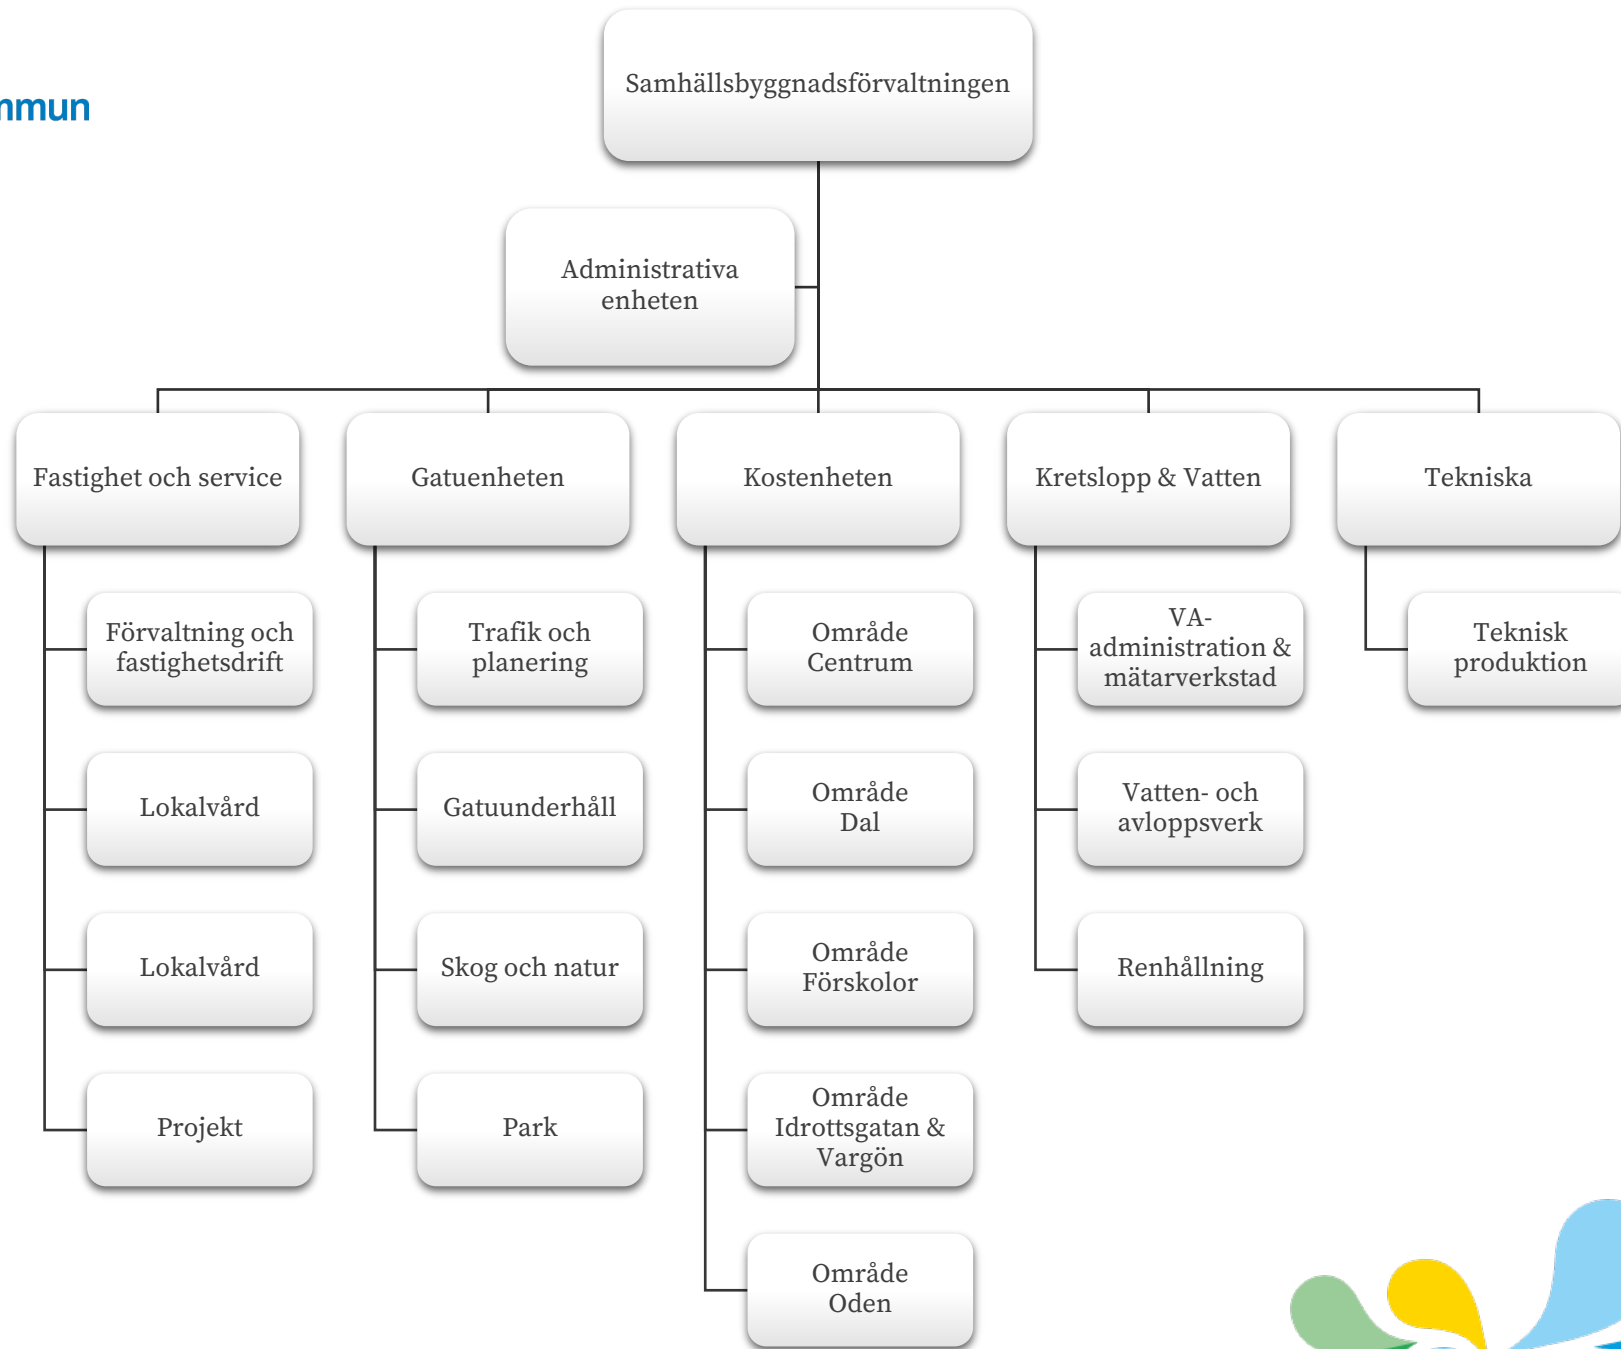 mmun
Samhällsbyggnadsförvaltningen
Administrativa
enheten
Fastighet och service
Gatuenheten
Kostenheten
Kretslopp & Vatten
Tekniska
Förvaltning och
fastighetsdrift
Lokalvård
Lokalvård
Projekt
Trafik och
planering
Gatuunderhåll
Skog och natur
Park
Område
Centrum
Område
Dal
Område
Förskolor
Område
Idrottsgatan &
Vargön
Område
Oden
VA-
administration &
mätarverkstad
Vatten- och
avloppsverk
Renhållning
Teknisk
produktion